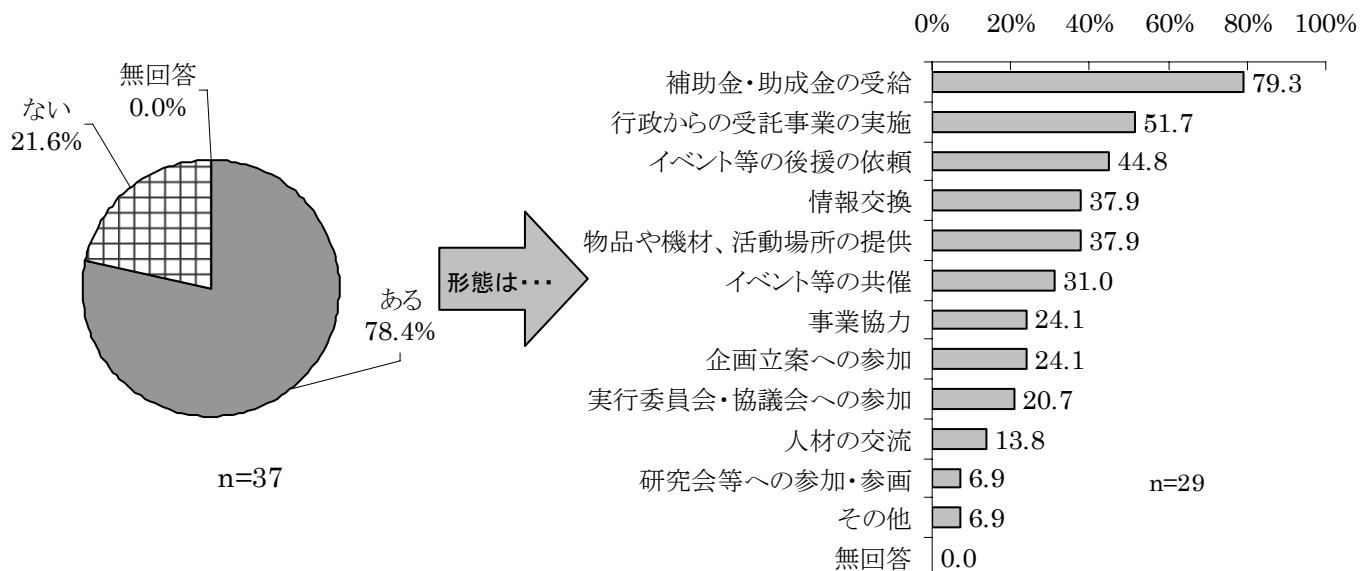 無回答
0.0%
ない
21.6%
ある
78.4%
n=37
形態は・・・
0% 20% 40% 60% 80% 100%
補助金・助成金の受給 79.3
行政からの受託事業の実施 51.7
イベント等の後援の依頼 44.8
情報交換 37.9
物品や機材、活動場所の提供 37.9
イベント等の共催 31.0
事業協力 24.1
企画立案への参加 24.1
実行委員会・協議会への参加 20.7
人材の交流 13.8
研究会等への参加・参画 6.9
n=29
その他 6.9
無回答 0.0